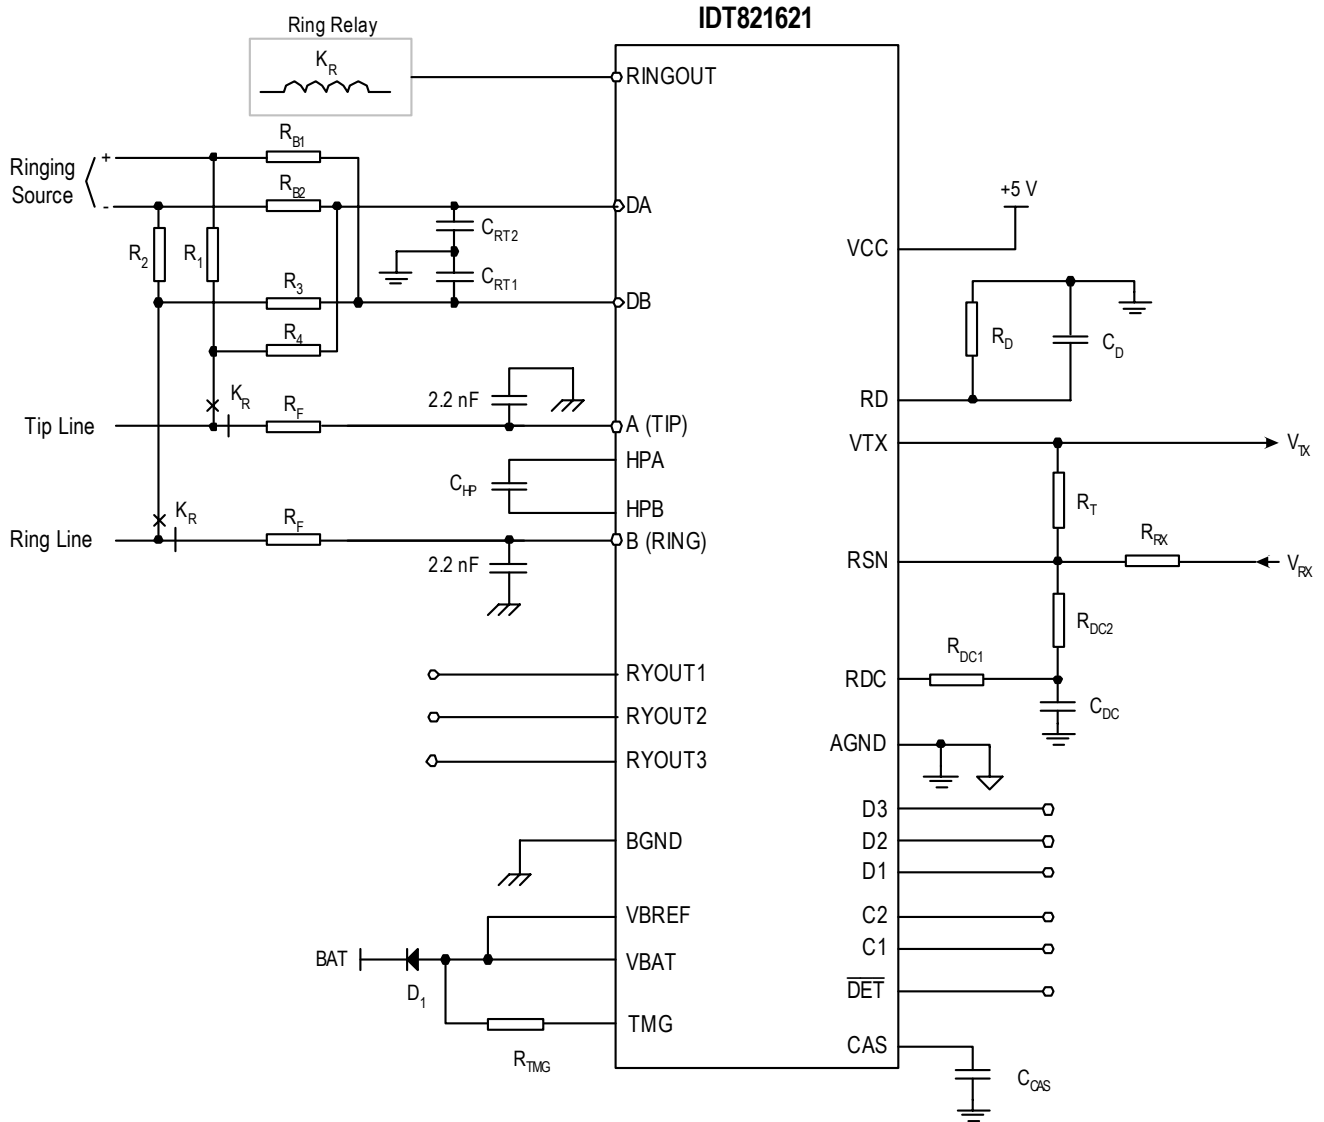 IDT821621
Ring Relay
K_R
RINGOUT
R_B1
Ringing
Source
+
-
R_B2
DA
C_RT2
R_2
R_1
R_3
C_RT1
DB
R_4
K_R
R_F
2.2 nF
Tip Line
A (TIP)
HPA
C_HP
HPB
K_R
R_F
Ring Line
B (RING)
2.2 nF
RYOUT1
RYOUT2
RYOUT3
BGND
VBREF
BAT
VBAT
D_1
TMG
R_TMG
+5 V
VCC
R_D
C_D
RD
VTX
V_TX
R_T
R_RX
RSN
V_RX
R_DC2
R_DC1
RDC
C_DC
AGND
D3
D2
D1
C2
C1
DET
CAS
C_CAS